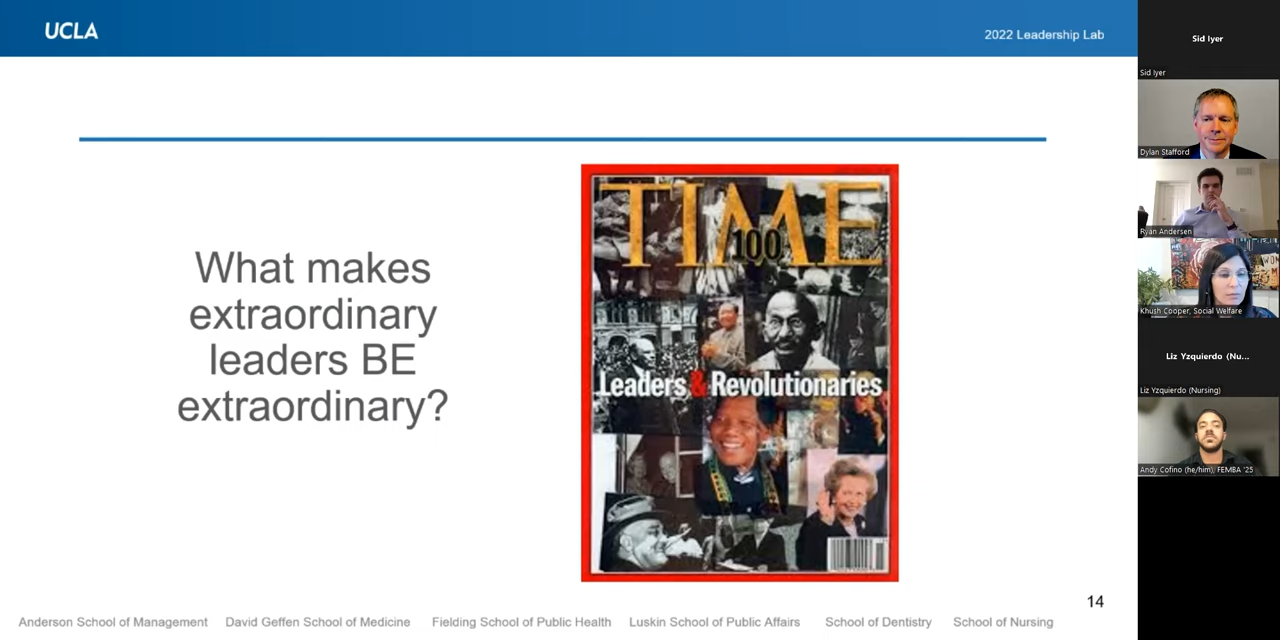 UCLA
2022 Leadership Lab
What makes
extraordinary
leaders BE
extraordinary?
TIME
100
Leaders & Revolutionaries
14
Anderson School of Management David Geffen School of Medicine Fielding School of Public Health Luskin School of Public Affairs School of Dentistry School of Nursing
Sid Iyer
Sid Iyer
Dylan Stafford
Ryan Andersen
Khush Cooper, Social Welfare
Liz Yzquierdo (Nu...
Liz Yzquierdo (Nursing)
Andy Cofino (he/him), FEMBA '25